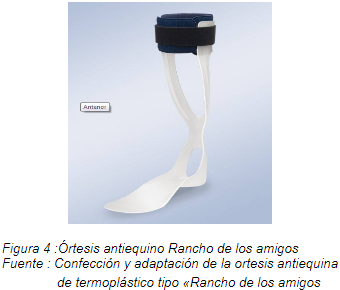 Anterior
Figura 4 :Órtesis antiequino Rancho de los amigos
Fuente : Confección y adaptación de la ortesis antiequina
de termoplástico tipo «Rancho de los amigos